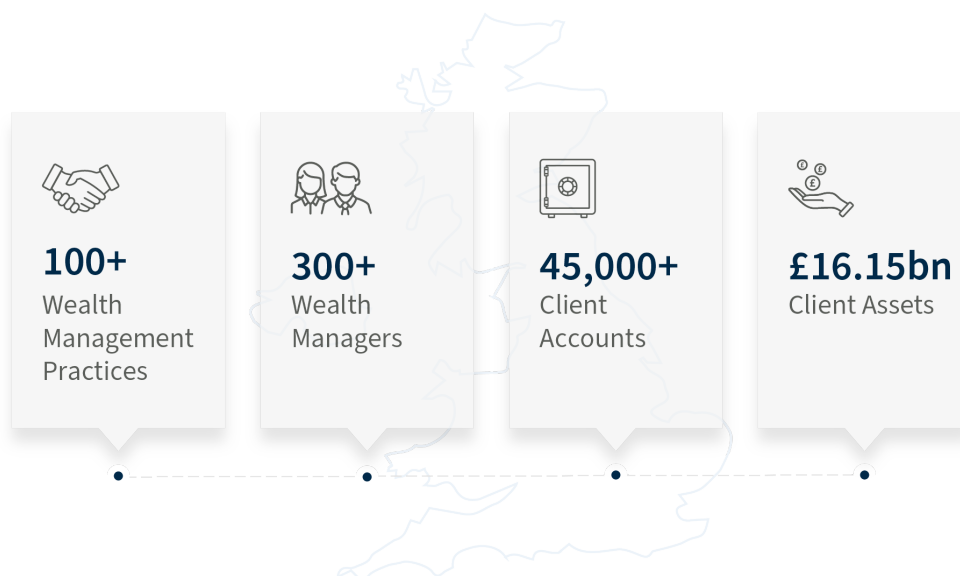 100+
Wealth
Management
Practices
300+
Wealth
Managers
45,000+
Client
Accounts
£ £
£
£16.15bn
Client Assets